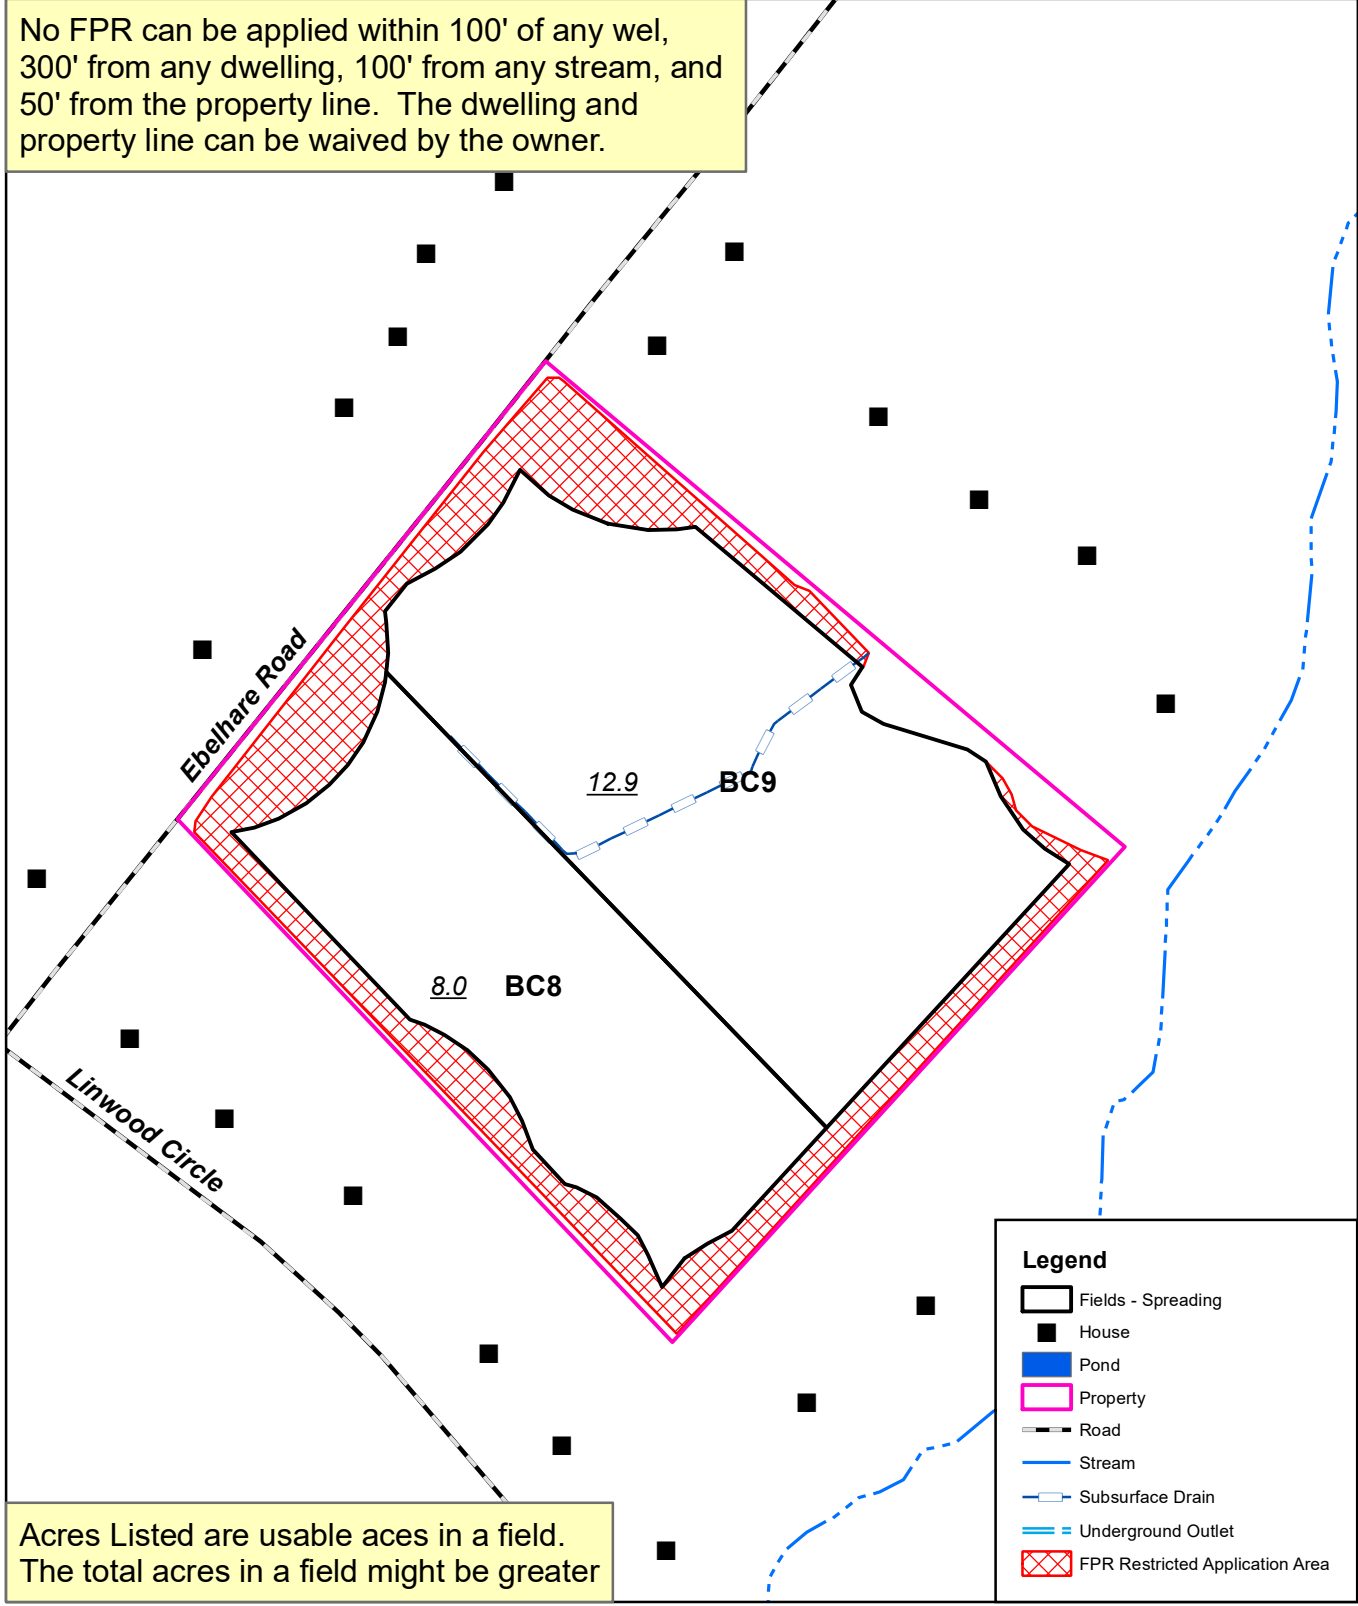 No FPR can be applied within 100' of any wel,
300' from any dwelling, 100' from any stream, and
50' from the property line.  The dwelling and
property line can be waived by the owner.
Ebelhare Road
12.9
BC9
8.0
BC8
Linwood Circle
Legend
Fields - Spreading
House
Pond
Property
Road
Stream
Subsurface Drain
Underground Outlet
FPR Restricted Application Area
Acres Listed are usable aces in a field.
The total acres in a field might be greater